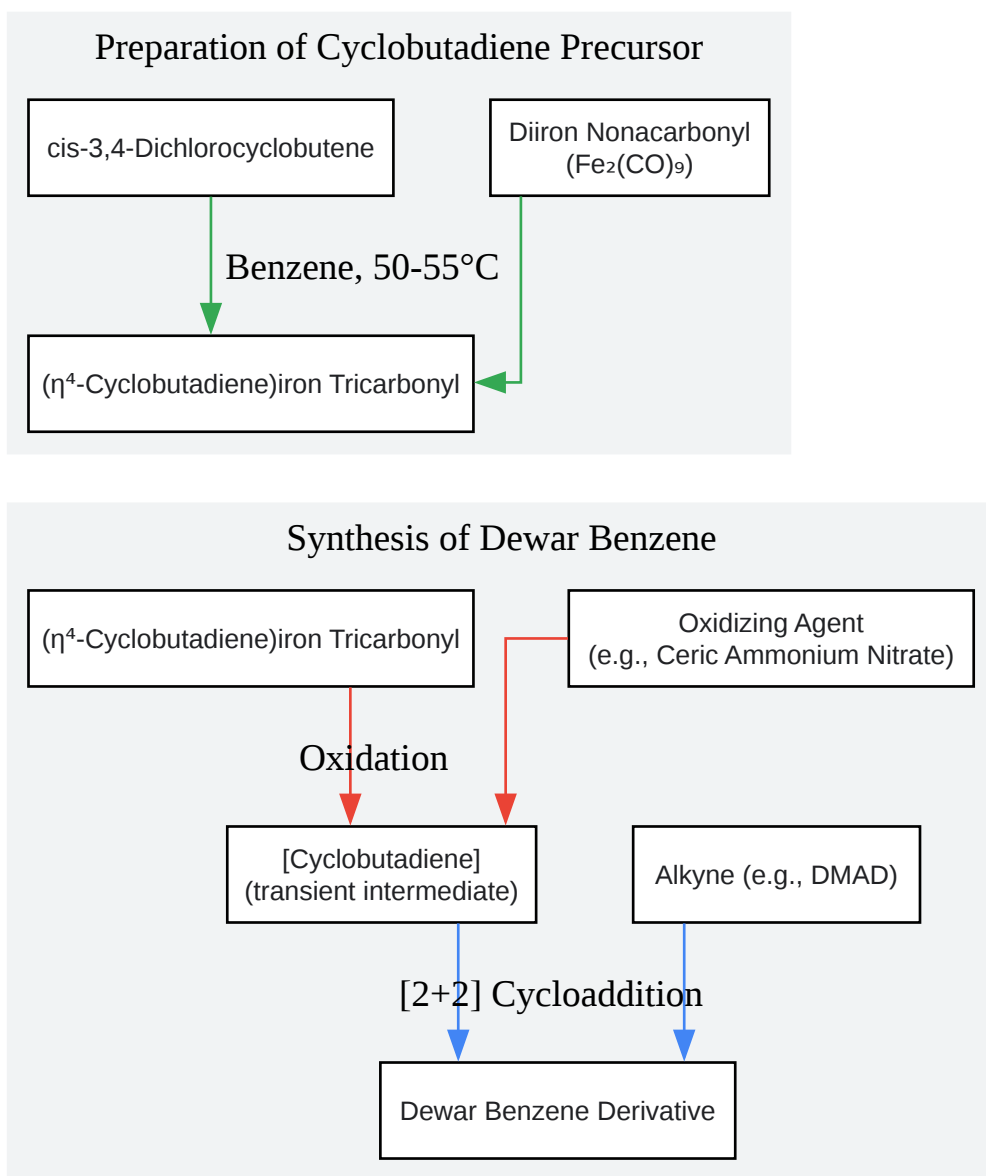 Preparation of Cyclobutadiene Precursor
cis-3,4-Dichlorocyclobutene
Diiron Nonacarbonyl
(Fe₂(CO)₉)
Benzene, 50-55°C
(η⁴-Cyclobutadiene)iron Tricarbonyl
Synthesis of Dewar Benzene
(η⁴-Cyclobutadiene)iron Tricarbonyl
Oxidizing Agent
(e.g., Ceric Ammonium Nitrate)
Oxidation
[Cyclobutadiene]
(transient intermediate)
Alkyne (e.g., DMAD)
[2+2] Cycloaddition
Dewar Benzene Derivative